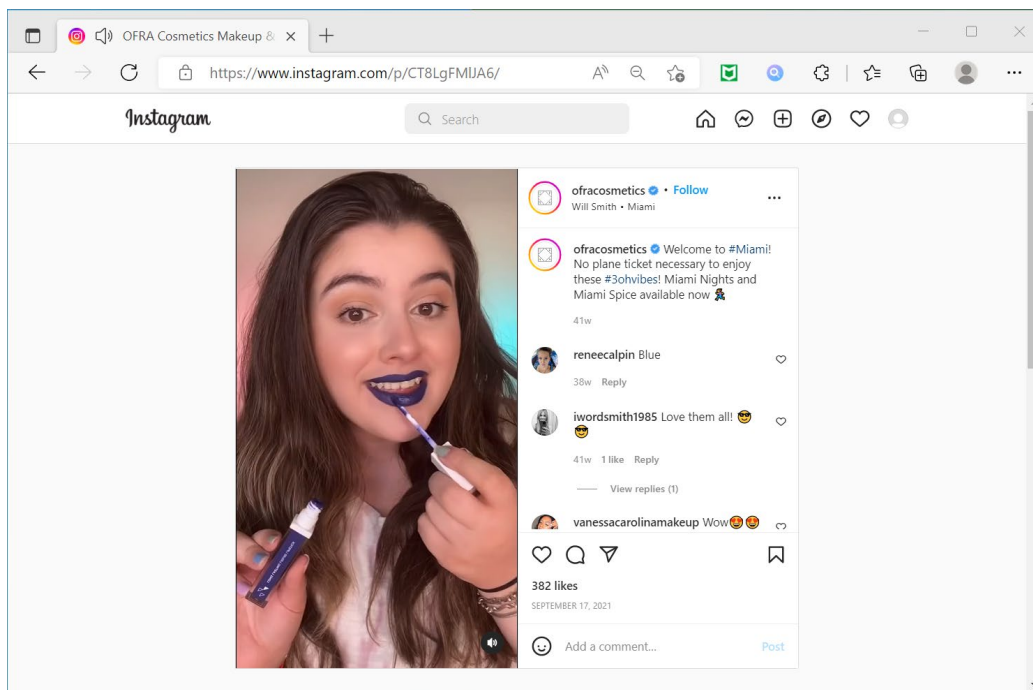 OFRA Cosmetics Makeup &
https://www.instagram.com/p/CT8LgFMlJA6/
Instagram
Search
ofracosmetics • Follow
Will Smith • Miami
ofracosmetics Welcome to #Miami!
No plane ticket necessary to enjoy
these #3ohvibes! Miami Nights and
Miami Spice available now
41w
reneecalpin Blue
38w Reply
iwordsmith1985 Love them all! 😎
😎
41w 1 like Reply
View replies (1)
vanessacarolinamakeup Wow😍😍
382 likes
SEPTEMBER 17, 2021
Add a comment...
Post